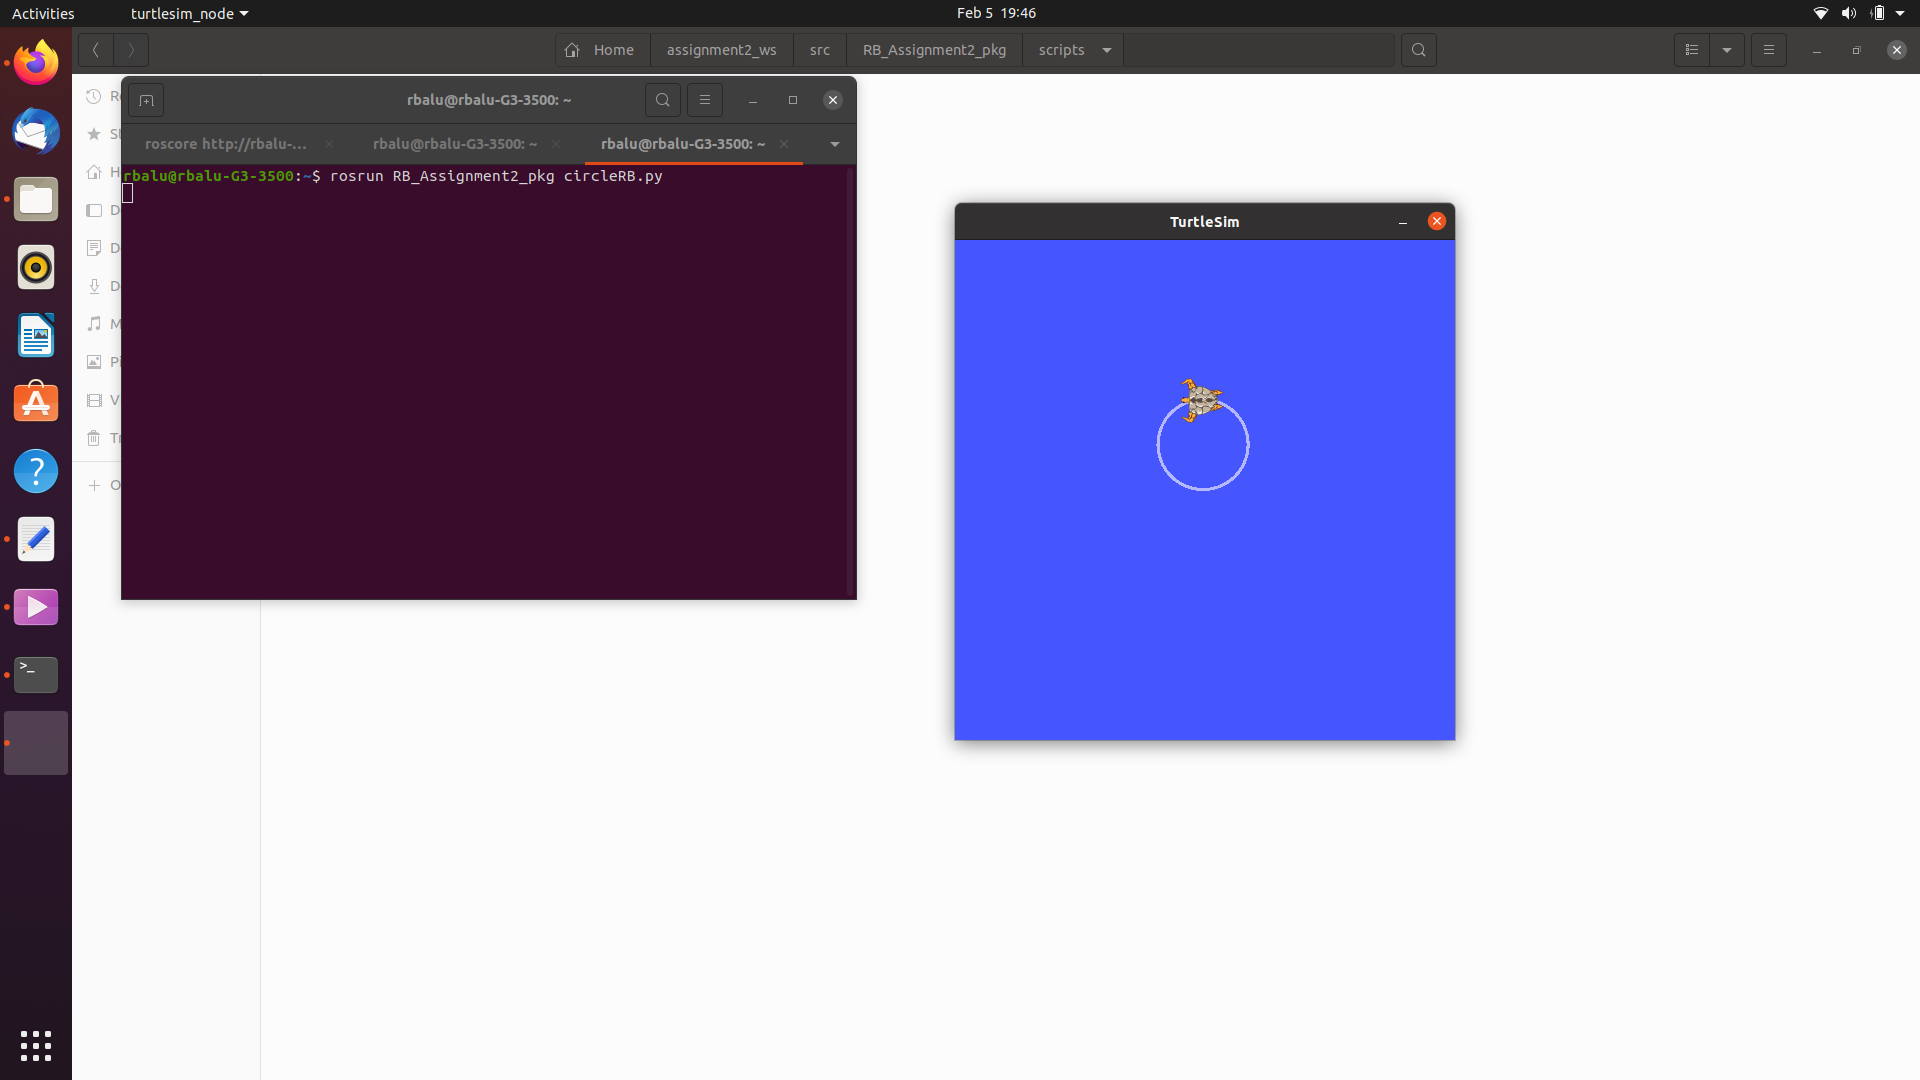 Activities
turtlesim_node
Feb 5 19:46
Home
assignment2_ws
src
RB_Assignment2_pkg
scripts
rbalu@rbalu-G3-3500: ~
roscore http://rbalu-...
rbalu@rbalu-G3-3500: ~
rbalu@rbalu-G3-3500: ~
rbalu@rbalu-G3-3500:~$ rosrun RB_Assignment2_pkg circleRB.py
TurtleSim